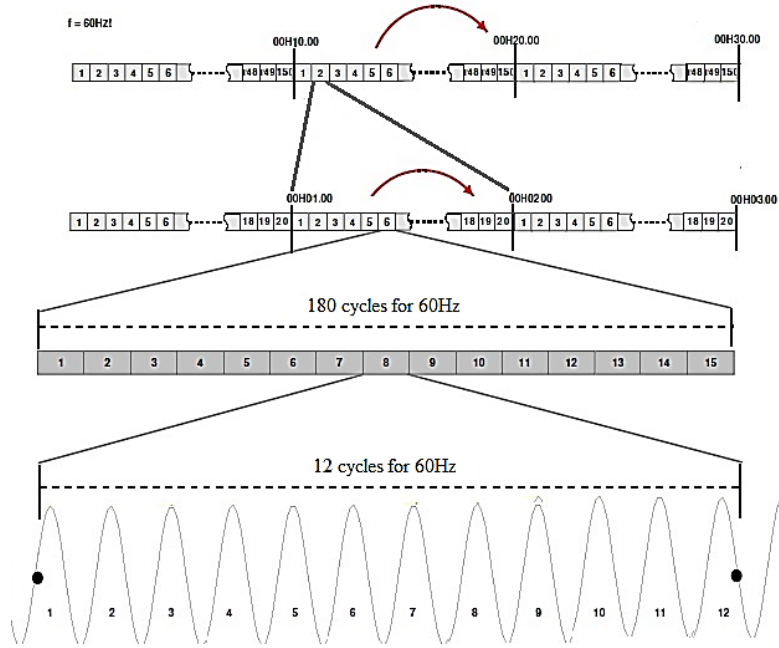 f = 60Hz!
00H10.00 00H20.00 00H30.00
1 2 3 4 5 6 148 149 150 1 2 3 4 5 6 148 149 150 1 2 3 4 5 6 148 149 150
00H01.00 00H02.00 00H03.00
1 2 3 4 5 6 18 19 20 1 2 3 4 5 6 18 19 20 1 2 3 4 5 6 18 19 20
180 cycles for 60Hz
1 2 3 4 5 6 7 8 9 10 11 12 13 14 15
12 cycles for 60Hz
1 2 3 4 5 6 7 8 9 10 11 12